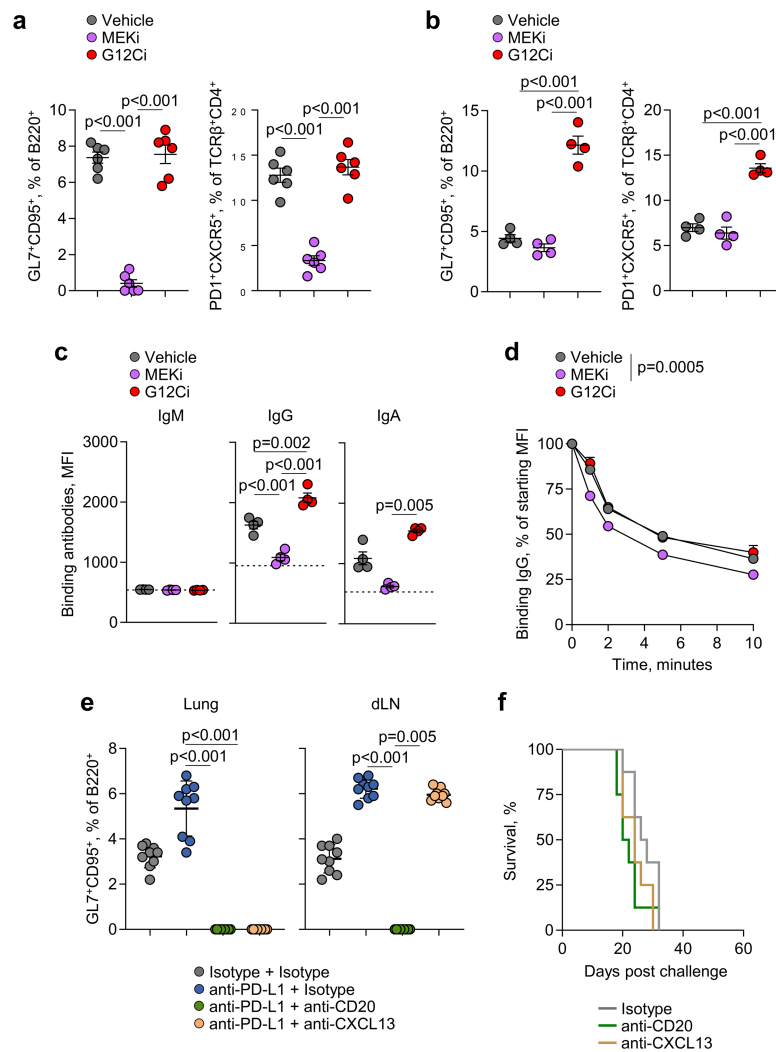 a
Vehicle
MEKi
G12Ci
GL7⁺CD95⁺, % of B220⁺
10
8
6
4
2
0
p<0.001
p<0.001
PD1⁺CXCR5⁺, % of TCRβ⁺CD4⁺
20
15
10
5
0
p<0.001
p<0.001
b
Vehicle
MEKi
G12Ci
GL7⁺CD95⁺, % of B220⁺
15
10
5
0
p<0.001
p<0.001
PD1⁺CXCR5⁺, % of TCRβ⁺CD4⁺
20
15
10
5
0
p<0.001
p<0.001
c
Vehicle
MEKi
G12Ci
IgM
IgG
IgA
Binding antibodies, MFI
3000
2000
1000
0
p=0.002
p<0.001
p<0.001
p=0.005
d
Vehicle
MEKi
G12Ci
p=0.0005
Binding IgG, % of starting MFI
100
75
50
25
0
0 2 4 6 8 10
Time, minutes
e
Lung
dLN
GL7⁺CD95⁺, % of B220⁺
8
6
4
2
0
p<0.001
p<0.001
p=0.005
p<0.001
Isotype + Isotype
anti-PD-L1 + Isotype
anti-PD-L1 + anti-CD20
anti-PD-L1 + anti-CXCL13
f
Survival, %
100
75
50
25
0
0 20 40 60
Days post challenge
Isotype
anti-CD20
anti-CXCL13